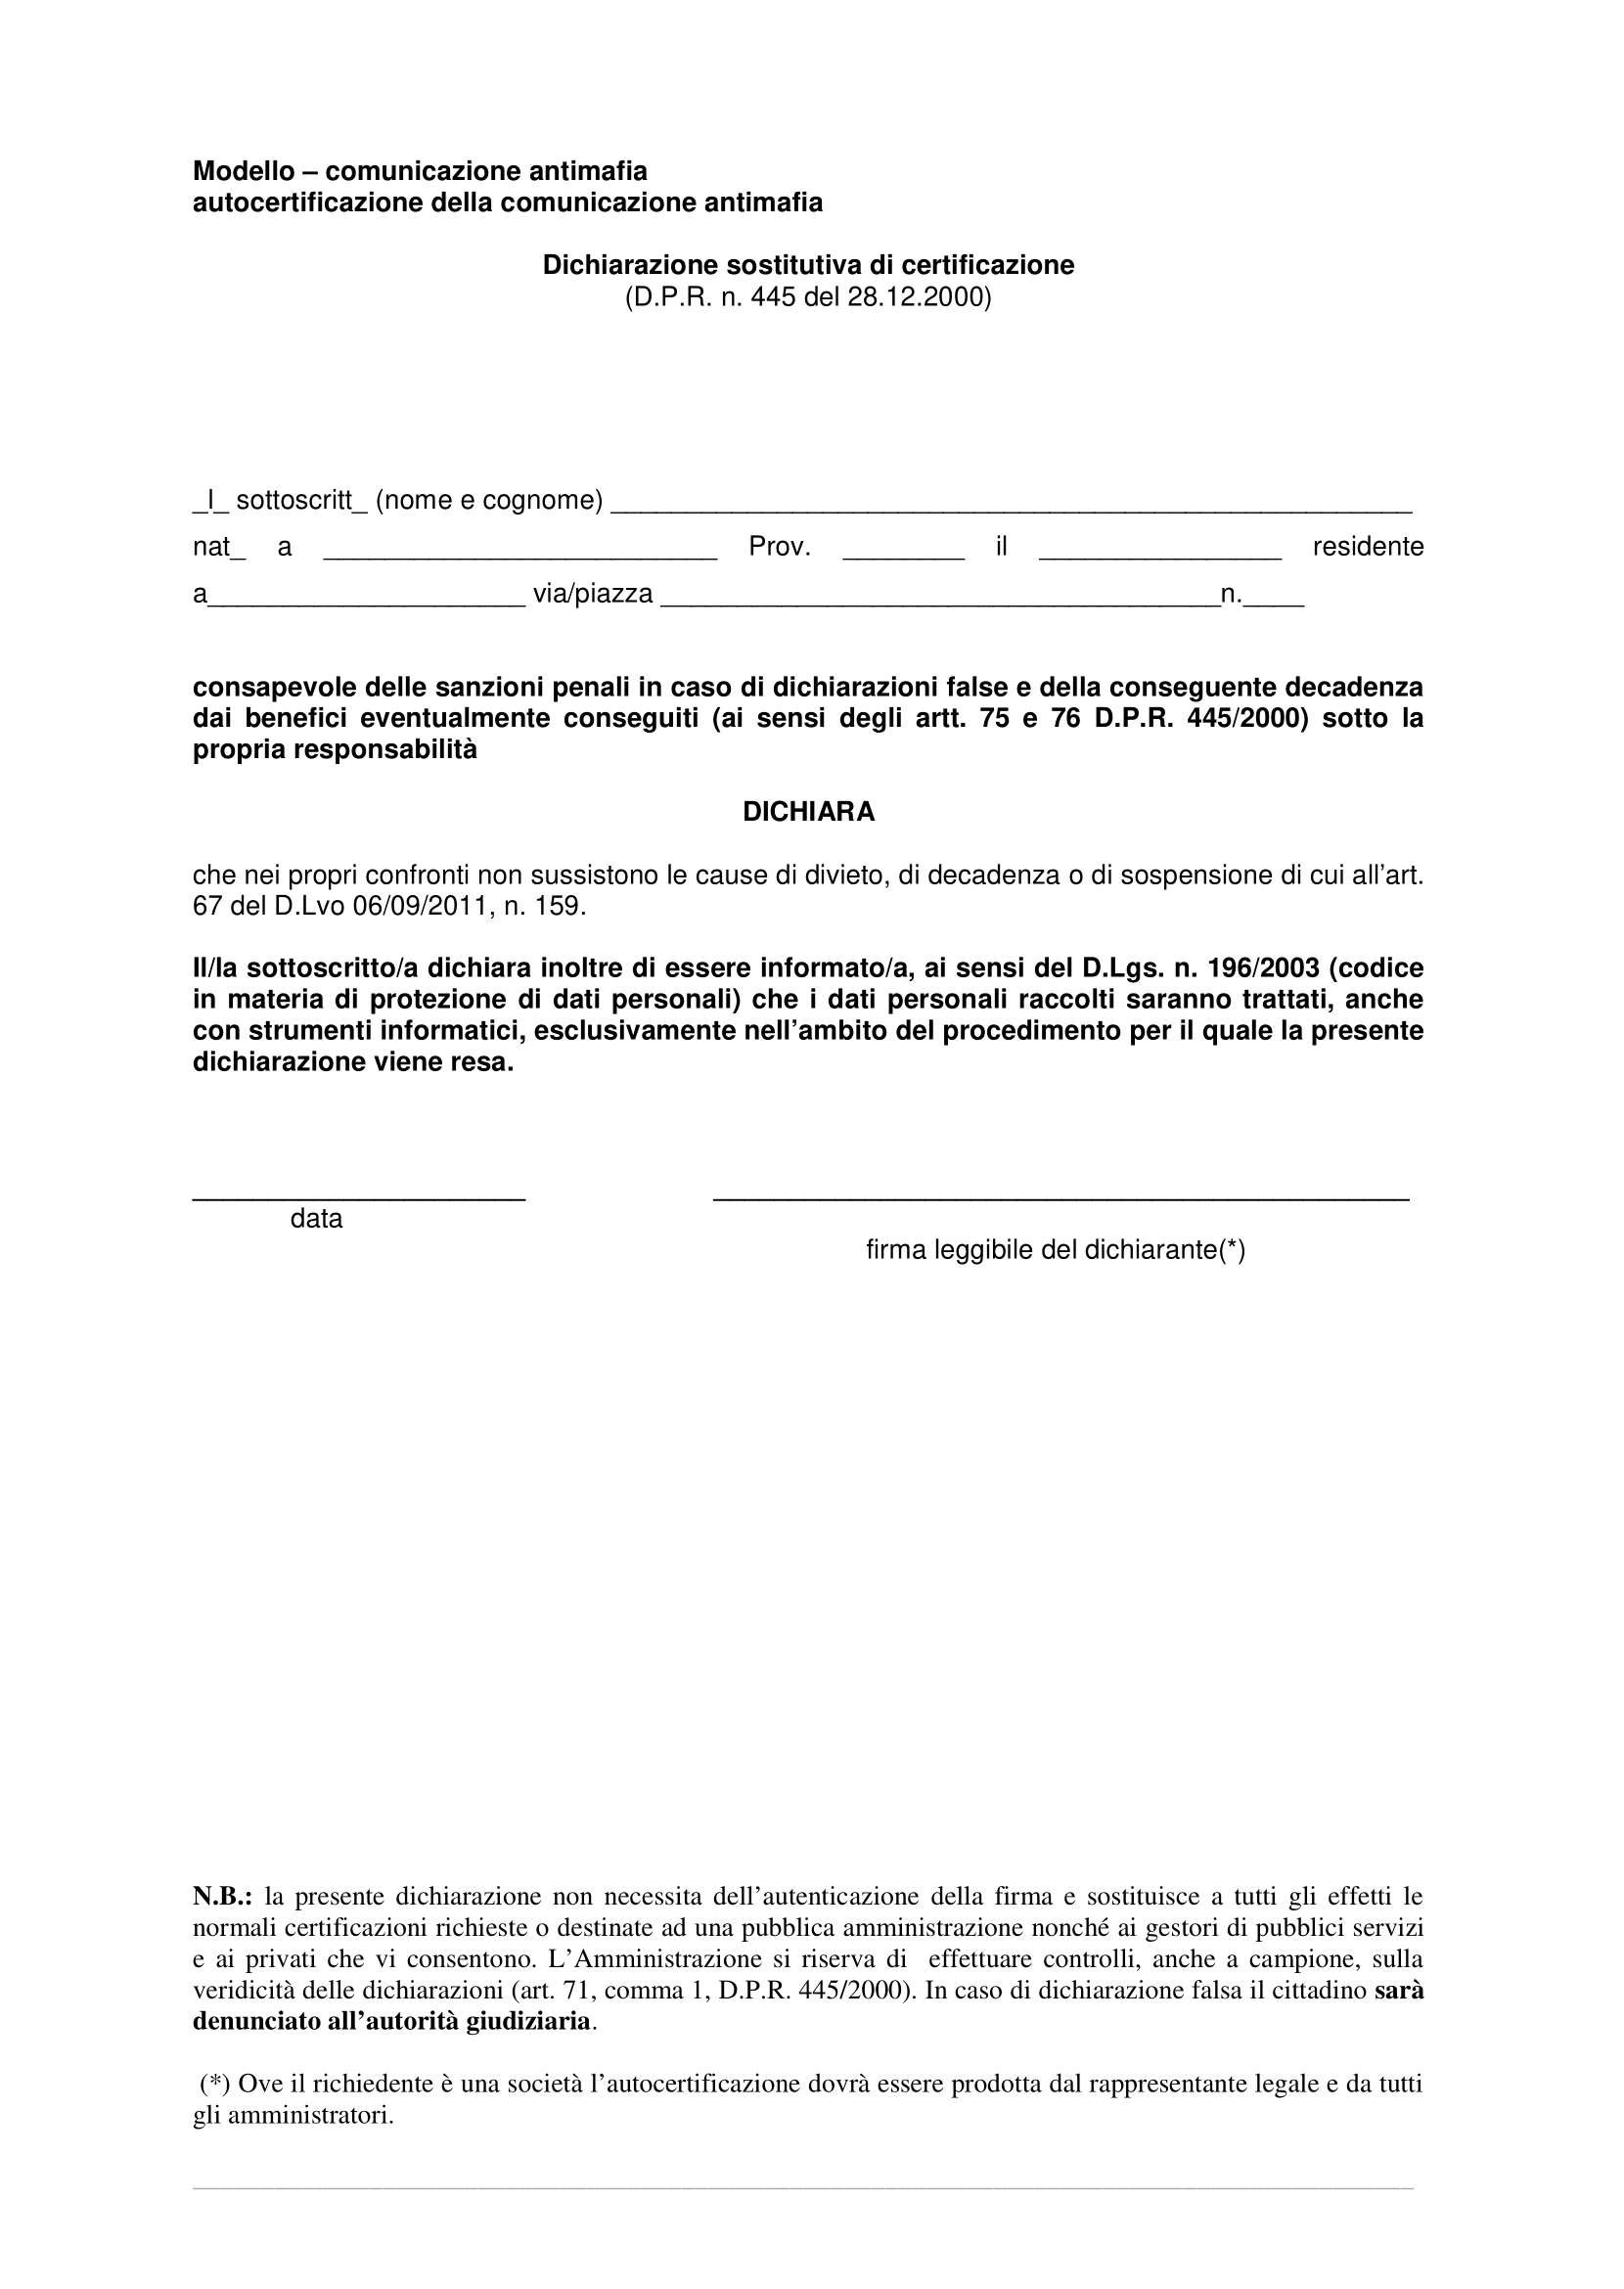 Modello – comunicazione antimafia
autocertificazione della comunicazione antimafia
Dichiarazione sostitutiva di certificazione
(D.P.R. n. 445 del 28.12.2000)
_l_ sottoscritt_ (nome e cognome) _____________________________________________________
nat_ a __________________________ Prov. ________ il ________________ residente
a_____________________ via/piazza _____________________________________n.____
consapevole delle sanzioni penali in caso di dichiarazioni false e della conseguente decadenza
dai benefici eventualmente conseguiti (ai sensi degli artt. 75 e 76 D.P.R. 445/2000) sotto la
propria responsabilità
DICHIARA
che nei propri confronti non sussistono le cause di divieto, di decadenza o di sospensione di cui all’art.
67 del D.Lvo 06/09/2011, n. 159.
Il/la sottoscritto/a dichiara inoltre di essere informato/a, ai sensi del D.Lgs. n. 196/2003 (codice
in materia di protezione di dati personali) che i dati personali raccolti saranno trattati, anche
con strumenti informatici, esclusivamente nell’ambito del procedimento per il quale la presente
dichiarazione viene resa.
______________________ ______________________________________________
data
firma leggibile del dichiarante(*)
N.B.: la presente dichiarazione non necessita dell’autenticazione della firma e sostituisce a tutti gli effetti le
normali certificazioni richieste o destinate ad una pubblica amministrazione nonché ai gestori di pubblici servizi
e ai privati che vi consentono. L’Amministrazione si riserva di effettuare controlli, anche a campione, sulla
veridicità delle dichiarazioni (art. 71, comma 1, D.P.R. 445/2000). In caso di dichiarazione falsa il cittadino sarà
denunciato all’autorità giudiziaria.
(*) Ove il richiedente è una società l’autocertificazione dovrà essere prodotta dal rappresentante legale e da tutti
gli amministratori.